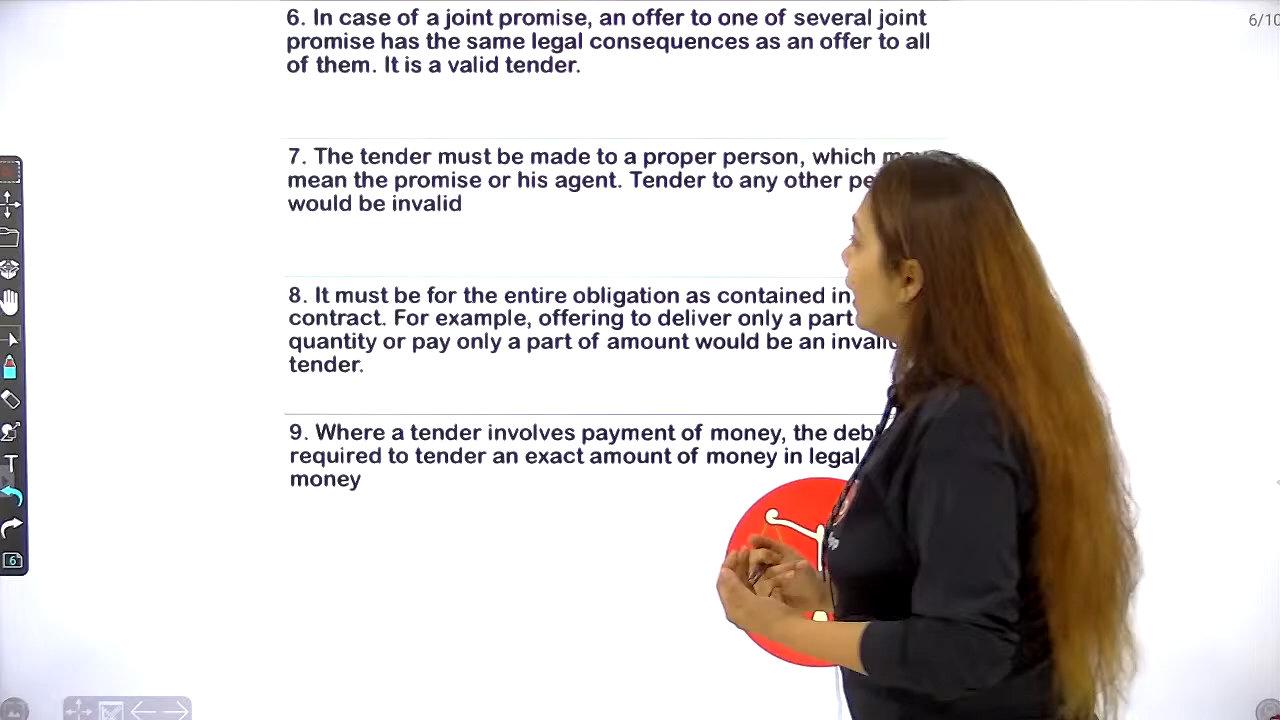 6. In case of a joint promise, an offer to one of several joint
promise has the same legal consequences as an offer to all
of them. It is a valid tender.
6/10
7. The tender must be made to a proper person, which
mean the promise or his agent. Tender to any other
would be invalid
8. It must be for the entire obligation as contained in
contract. For example, offering to deliver only a part
quantity or pay only a part of amount would be an invalid
tender.
9. Where a tender involves payment of money, the
required to tender an exact amount of money in legal
money
6